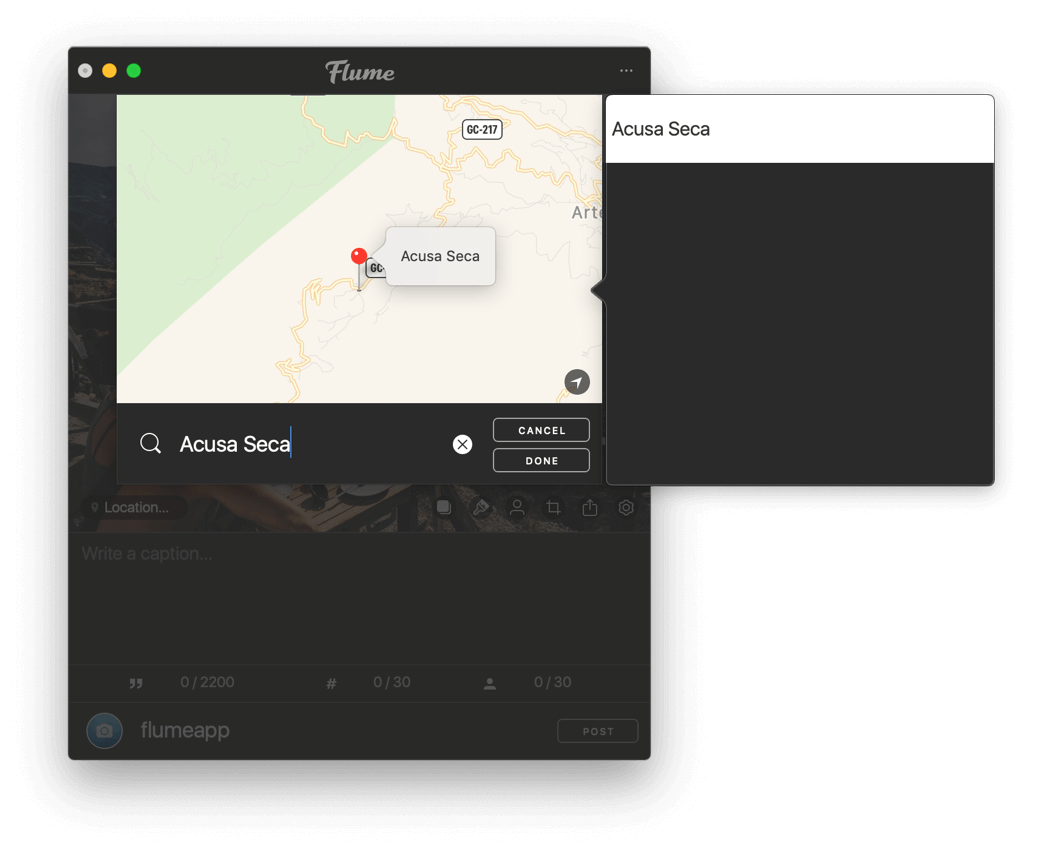 Flume
GC-217
Acusa Seca
Arte
Acusa Seca
GC-
Acusa Seca
CANCEL
DONE
Location...
Write a caption...
0 / 2200
# 0 / 30
0 / 30
flumeapp
POST